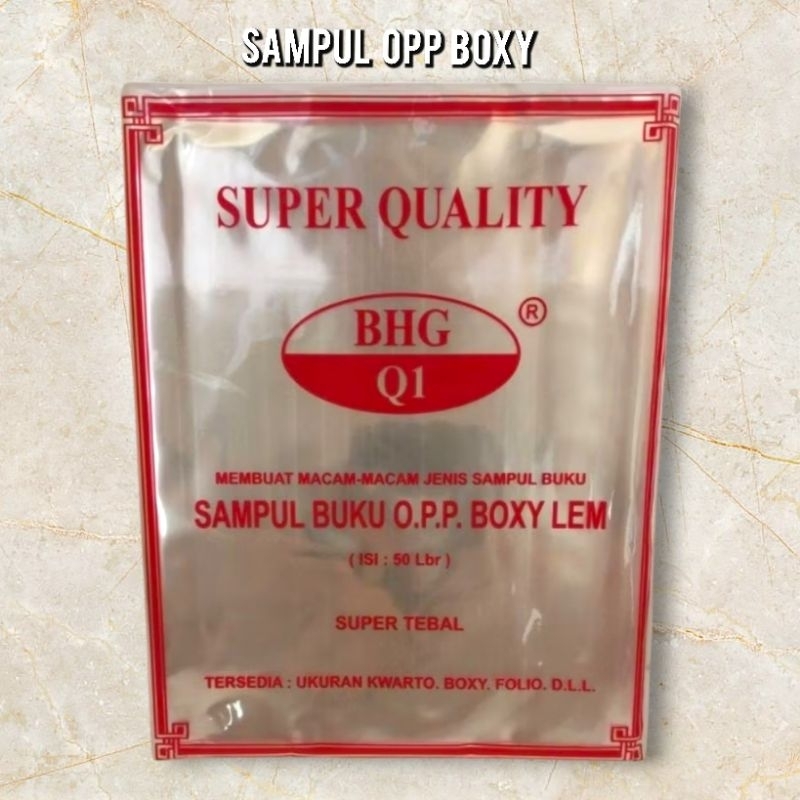 SAMPUL OPP BOXY
SUPER QUALITY
BHG ®
Q1
MEMBUAT MACAM-MACAM JENIS SAMPUL BUKU
SAMPUL BUKU O.P.P. BOXY LEM
( ISI : 50 Lbr )
SUPER TEBAL
TERSEDIA : UKURAN KWARTO. BOXY. FOLIO. D.L.L.